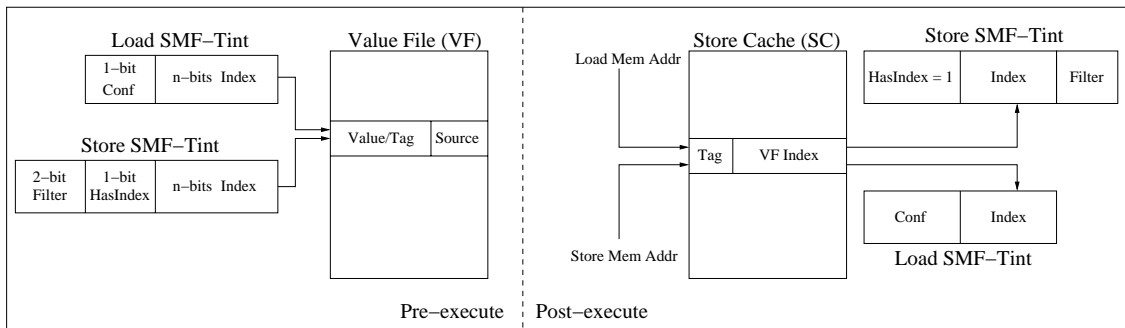 Load SMF−Tint
1−bit
Conf
n−bits Index
Store SMF−Tint
2−bit
Filter
1−bit
HasIndex
n−bits Index
Value File (VF)
Value/Tag
Source
Pre−execute
Post−execute
Store Cache (SC)
Load Mem Addr
Tag
VF Index
Store Mem Addr
Store SMF−Tint
HasIndex = 1
Index
Filter
Conf
Index
Load SMF−Tint